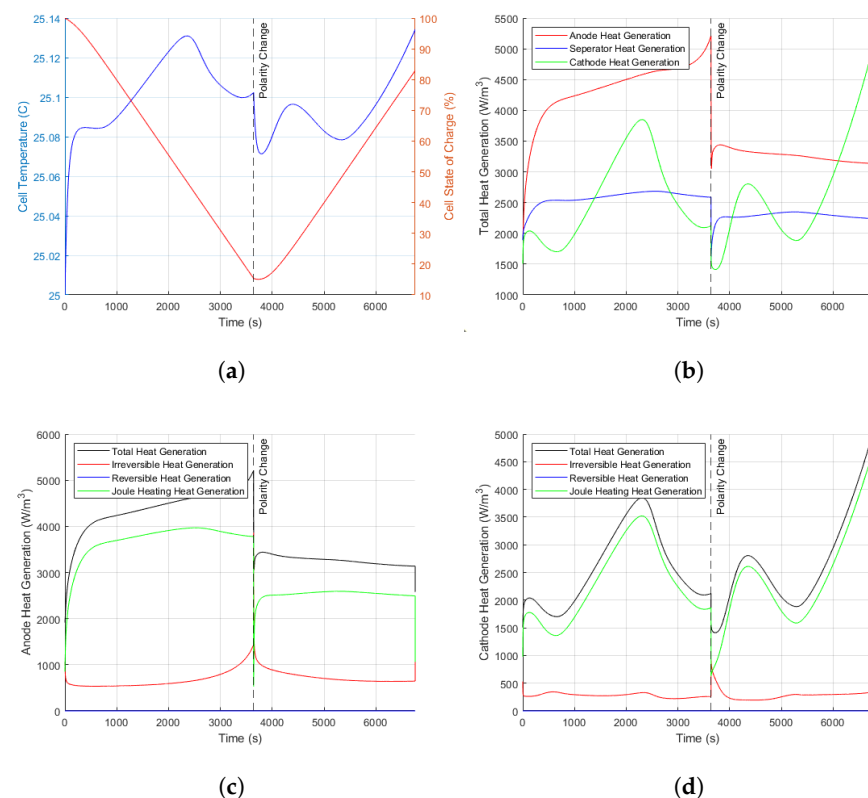 25.14
25.12
25.1
25.08
25.06
25.04
25.02
25
Cell Temperature (C)
100
90
80
70
60
50
40
30
20
10
Cell State of Charge (%)
Polarity Change
0 1000 2000 3000 4000 5000 6000
Time (s)
(a)
5500
5000
4500
4000
3500
3000
2500
2000
1500
1000
Total Heat Generation (W/m³)
Anode Heat Generation
Seperator Heat Generation
Cathode Heat Generation
Polarity Change
0 1000 2000 3000 4000 5000 6000
Time (s)
(b)
6000
5000
4000
3000
2000
1000
0
Anode Heat Generation (W/m³)
Total Heat Generation
Irreversible Heat Generation
Reversible Heat Generation
Joule Heating Heat Generation
Polarity Change
0 1000 2000 3000 4000 5000 6000
Time (s)
(c)
5000
4500
4000
3500
3000
2500
2000
1500
1000
500
0
Cathode Heat Generation (W/m³)
Total Heat Generation
Irreversible Heat Generation
Reversible Heat Generation
Joule Heating Heat Generation
Polarity Change
0 1000 2000 3000 4000 5000 6000
Time (s)
(d)